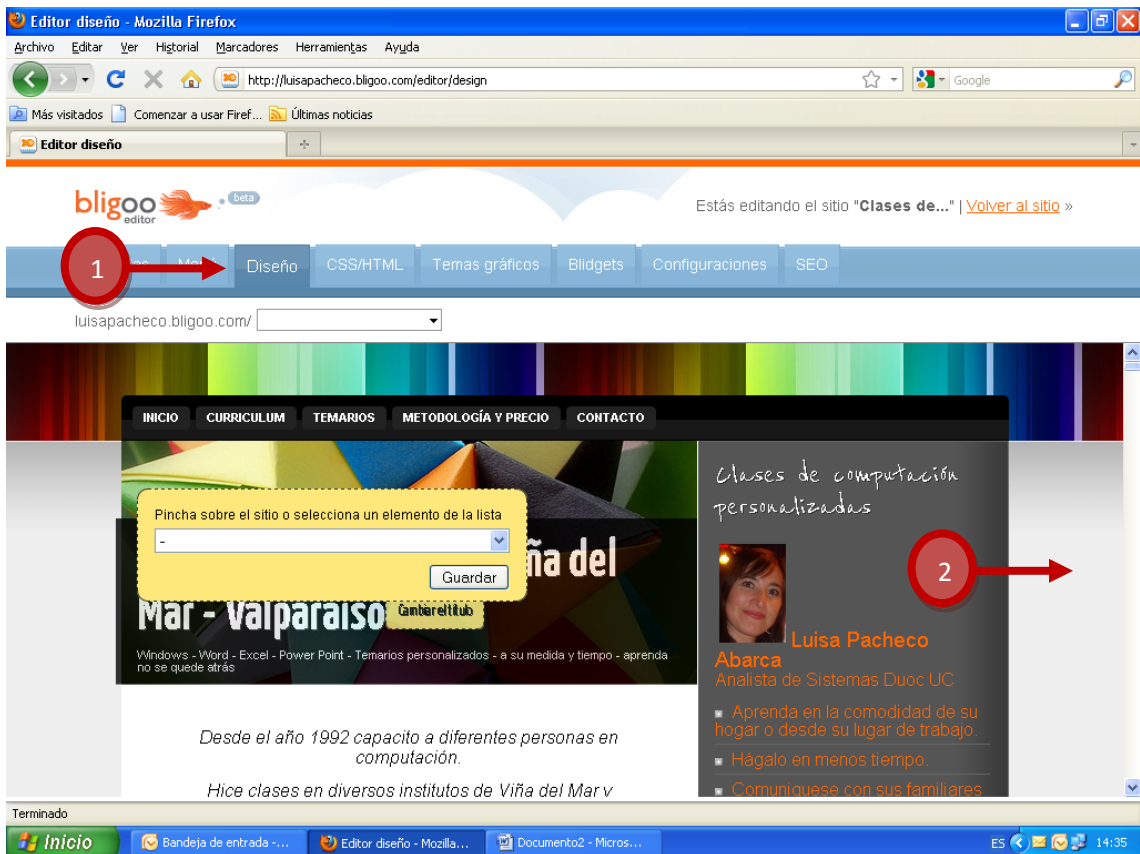 Editor diseño - Mozilla Firefox
Archivo Editar Ver Historial Marcadores Herramientas Ayuda
http://luisapacheco.bligoo.com/editor/design
Google
Más visitados Comenzar a usar Firef... Últimas noticias
Editor diseño
bligoo beta
editor
Estás editando el sitio "Clases de..." | Volver al sitio »
1
Diseño CSS/HTML Temas gráficos Blidgets Configuraciones SEO
luisapacheco.bligoo.com/
INICIO CURRICULUM TEMARIOS METODOLOGÍA Y PRECIO CONTACTO
Pincha sobre el sitio o selecciona un elemento de la lista
-
Guardar
ña del
Mar - Valparaiso
Cambiar el título
Windows - Word - Excel - Power Point - Temarios personalizados - a su medida y tiempo - aprenda
no se quede atrás
Desde el año 1992 capacito a diferentes personas en
computación.
Hice clases en diversos institutos de Viña del Mar y
Clases de computación
personalizadas
2
Luisa Pacheco
Abarca
Analista de Sistemas Duoc UC
Aprenda en la comodidad de su
hogar o desde su lugar de trabajo.
Hágalo en menos tiempo.
Comuniquese con sus familiares
Terminado
Inicio Bandeja de entrada -... Editor diseño - Mozilla... Documento2 - Micros... ES 14:35